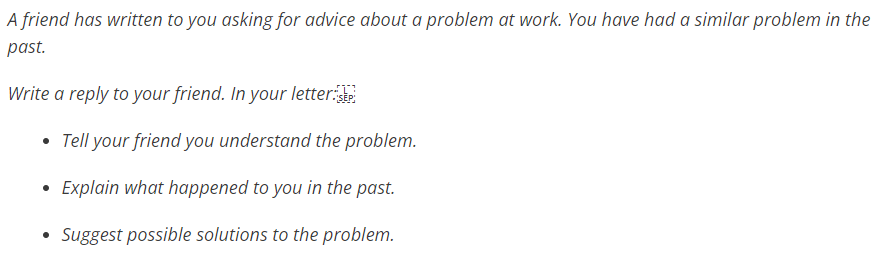 A friend has written to you asking for advice about a problem at work. You have had a similar problem in the
past.
Write a reply to your friend. In your letter:
• Tell your friend you understand the problem.
• Explain what happened to you in the past.
• Suggest possible solutions to the problem.